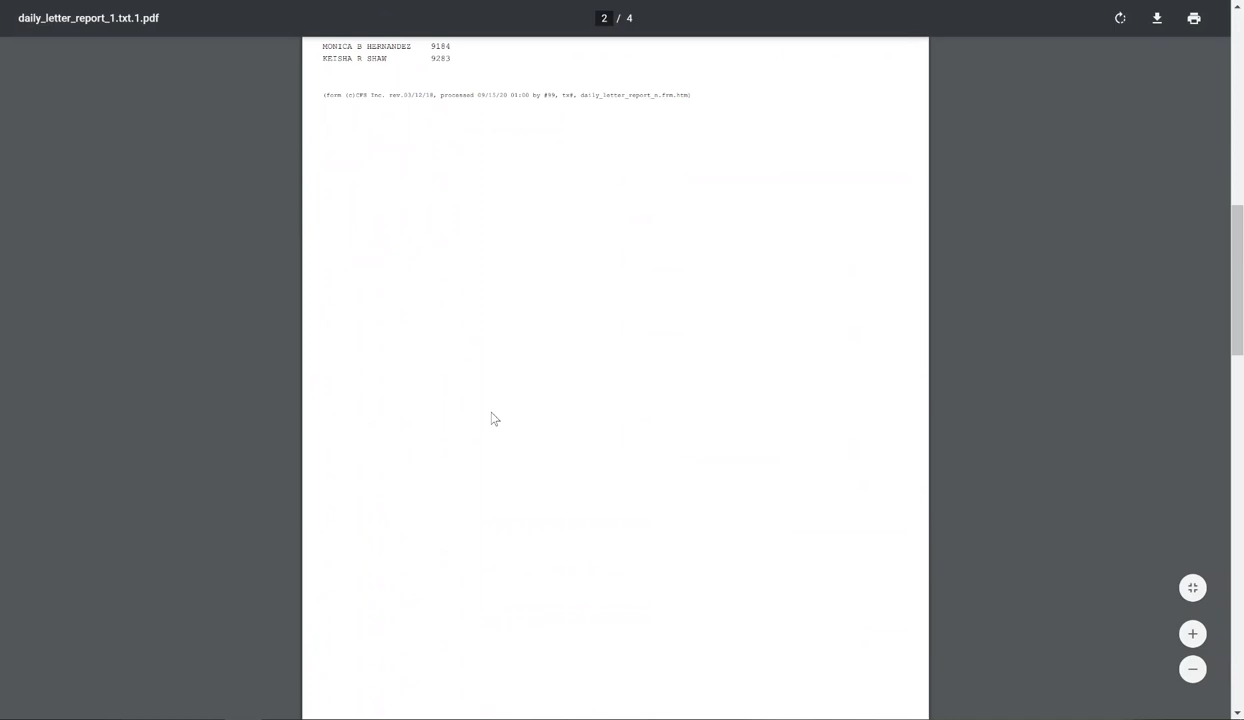 daily_letter_report_1.txt.1.pdf
2 / 4
MONICA B HERNANDEZ 9184
KEISHA R SHAW 9283
(form (c)CFS Inc. rev.03/12/18, processed 09/15/20 01:00 by #99, tx#, daily_letter_report_n.frm.htm)